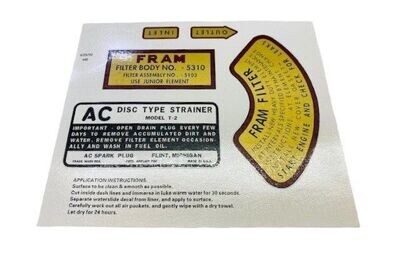 INLET
OUTLET
FRAM
FILTER BODY NO. - 5310
FILTER ASSEMBLY NO. - 5103
USE JUNIOR ELEMENT
AC DISC TYPE STRAINER
MODEL T-2
IMPORTANT - OPEN DRAIN PLUG EVERY FEW
DAYS TO REMOVE ACCUMULATED DIRT AND
WATER. REMOVE FILTER ELEMENT OCCASION-
ALLY AND WASH IN FUEL OIL.
AC SPARK PLUG FLINT, MICHIGAN
FRAM FILTER
START ENGINE AND CHECK FOR LEAKS
APPLICATION INSTRUCTIONS.
Surface to be clean & smooth as possible.
Cut inside dash lines and immerse in luke warm water for 30 seconds.
Separate waterslide decal from liner, and apply to surface.
Carefully work out all air pockets, and gently wipe with a dry towel.
Let dry for 24 hours.